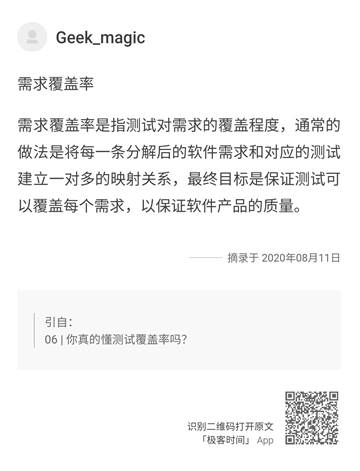 Geek_magic
需求覆盖率
需求覆盖率是指测试对需求的覆盖程度，通常的
做法是将每一条分解后的软件需求和对应的测试
建立一对多的映射关系，最终目标是保证测试可
以覆盖每个需求，以保证软件产品的质量。
摘录于 2020年08月11日
引自：
06 | 你真的懂测试覆盖率吗？
识别二维码打开原文
「极客时间」 App